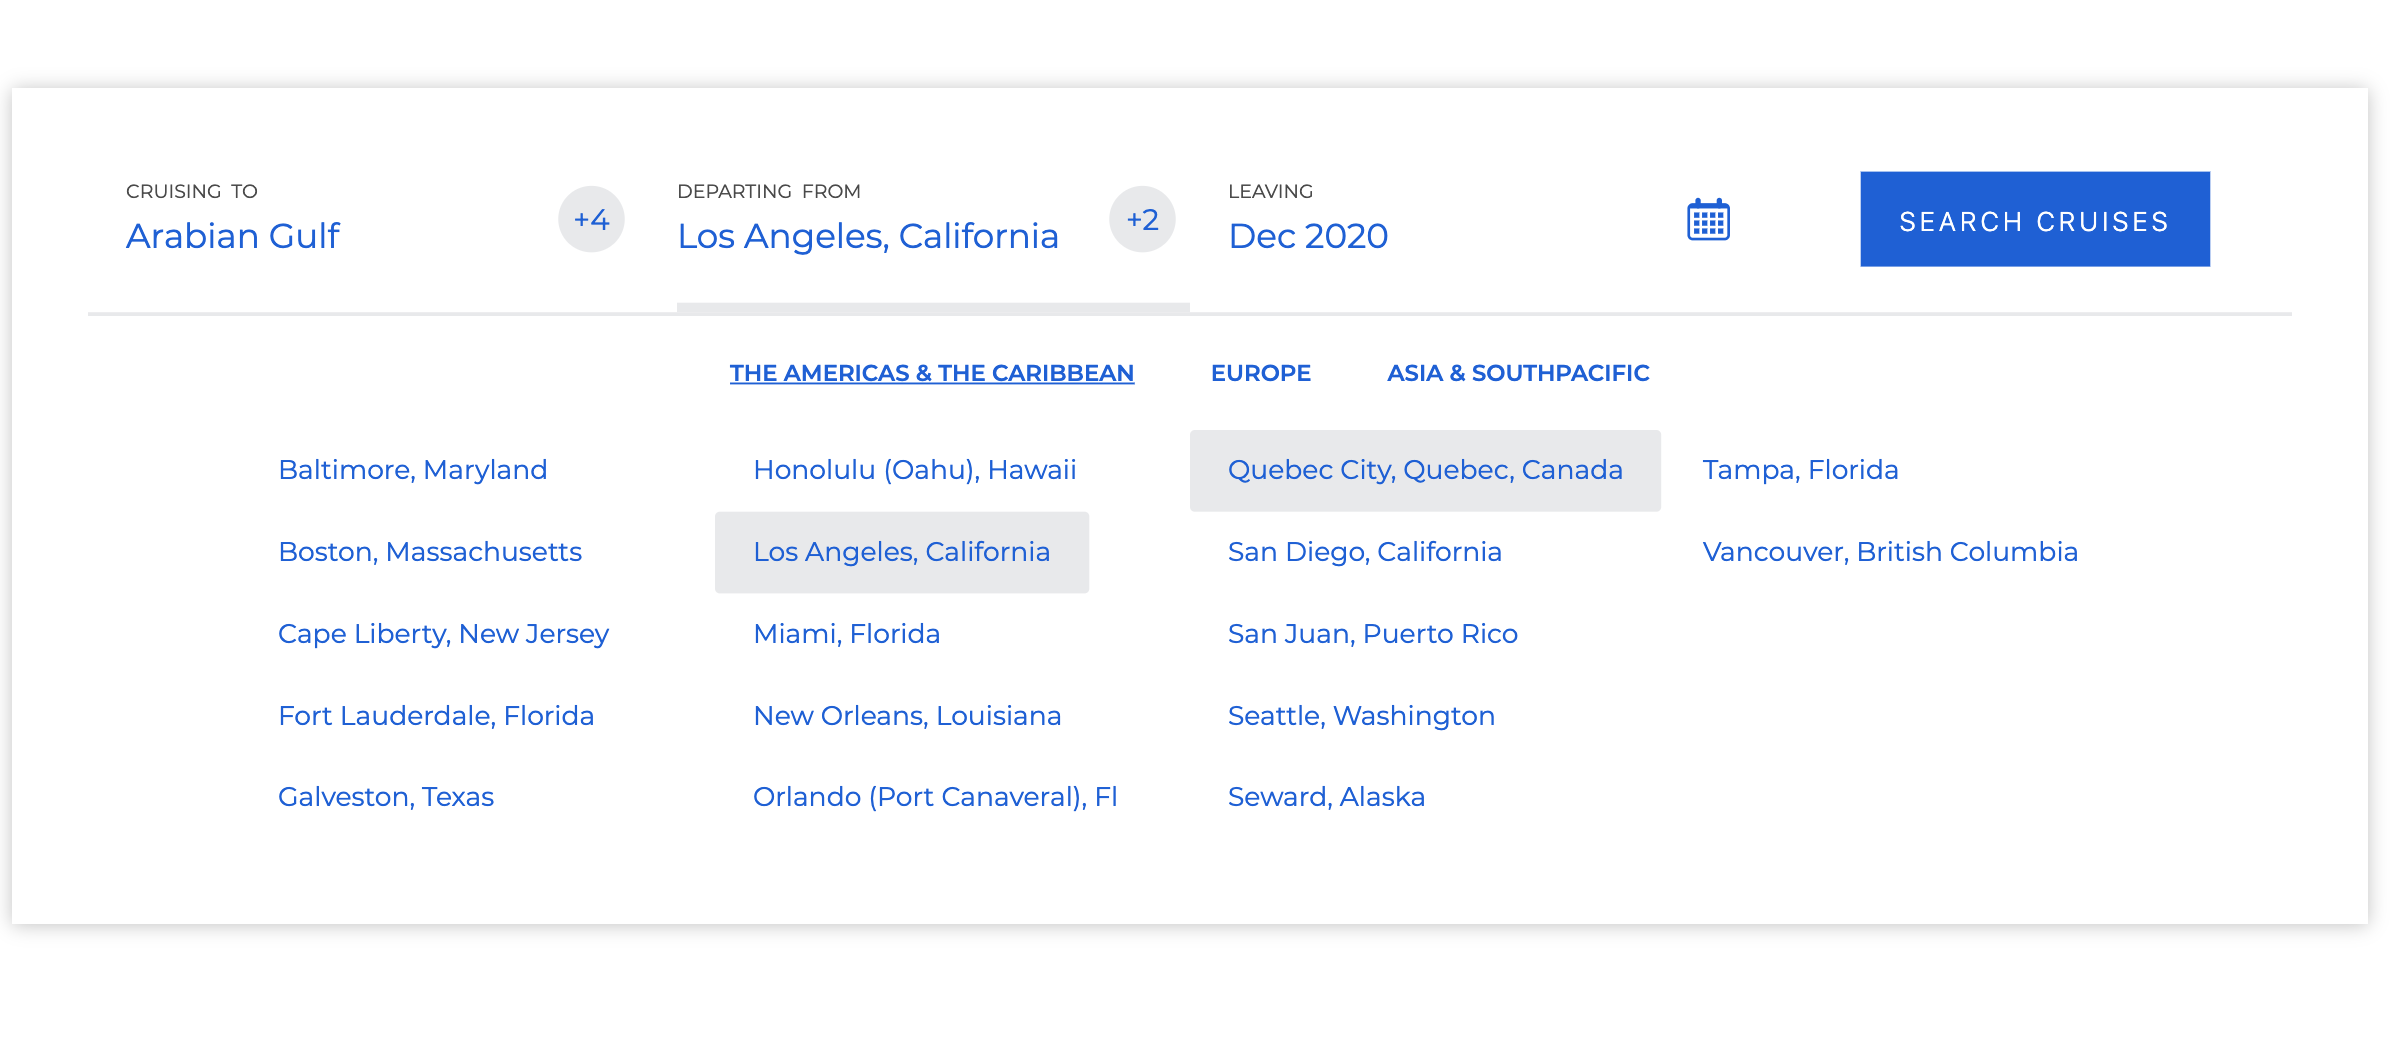 CRUISING TO
Arabian Gulf
+4
DEPARTING FROM
Los Angeles, California
+2
LEAVING
Dec 2020
SEARCH CRUISES
THE AMERICAS & THE CARIBBEAN
EUROPE
ASIA & SOUTHPACIFIC
Baltimore, Maryland
Boston, Massachusetts
Cape Liberty, New Jersey
Fort Lauderdale, Florida
Galveston, Texas
Honolulu (Oahu), Hawaii
Los Angeles, California
Miami, Florida
New Orleans, Louisiana
Orlando (Port Canaveral), Fl
Quebec City, Quebec, Canada
San Diego, California
San Juan, Puerto Rico
Seattle, Washington
Seward, Alaska
Tampa, Florida
Vancouver, British Columbia